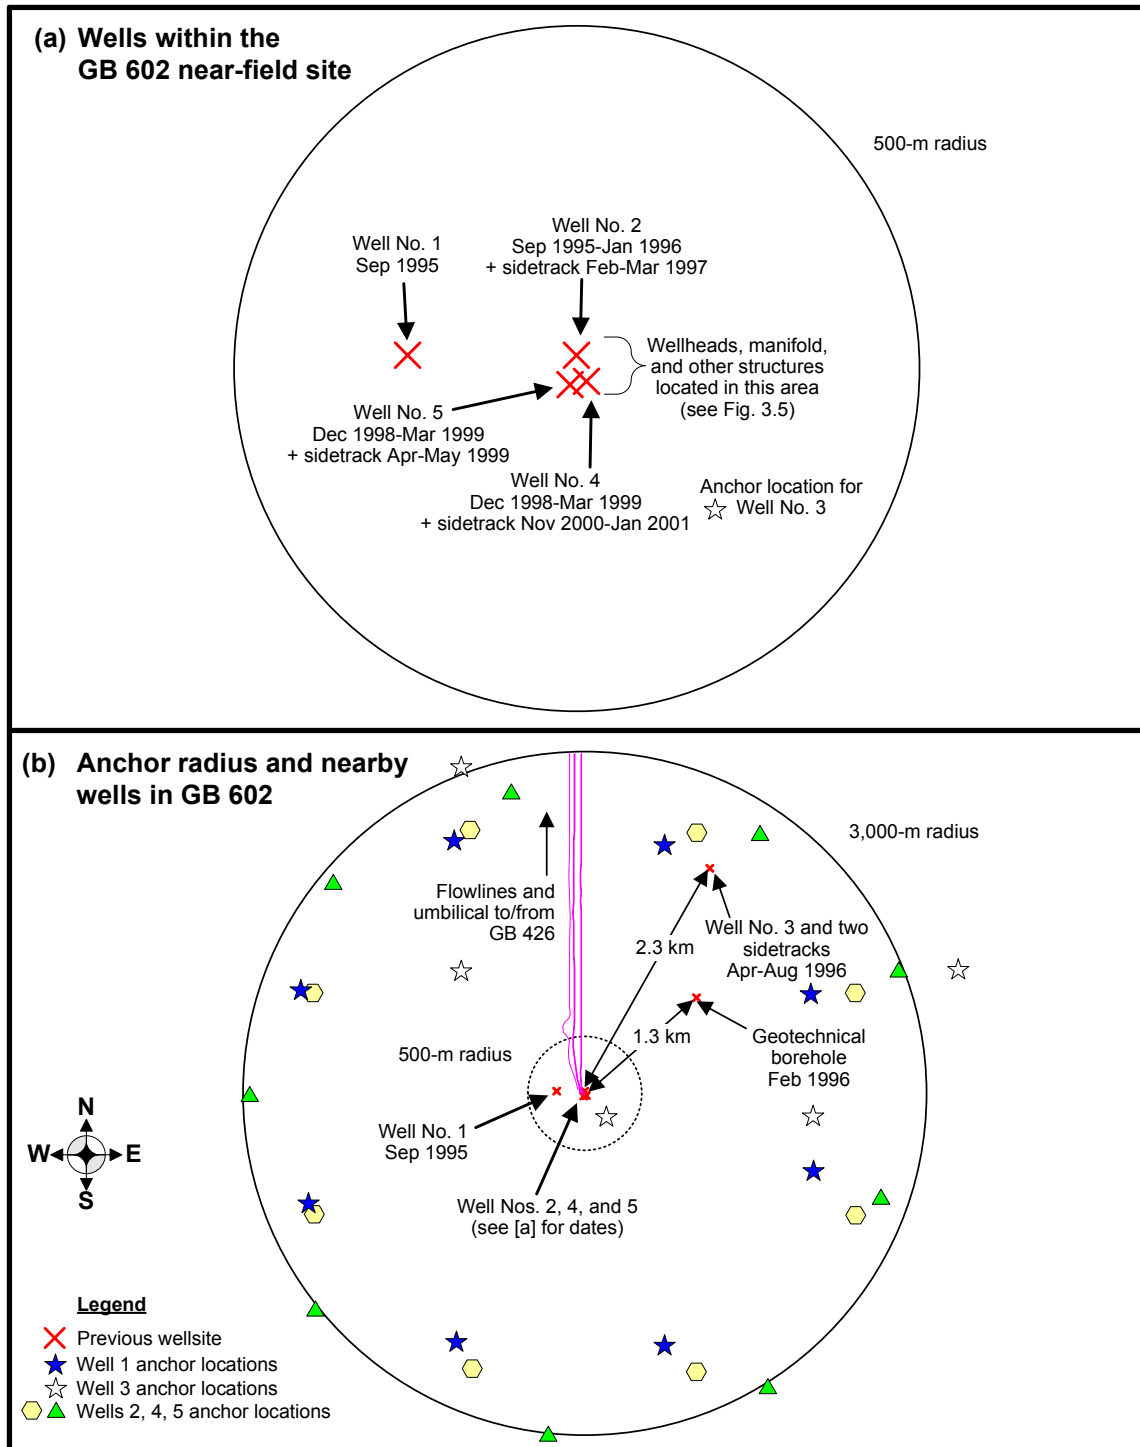 (a) Wells within the
GB 602 near-field site
500-m radius
Well No. 1
Sep 1995
Well No. 2
Sep 1995-Jan 1996
+ sidetrack Feb-Mar 1997
Wellheads, manifold,
and other structures
located in this area
(see Fig. 3.5)
Well No. 5
Dec 1998-Mar 1999
+ sidetrack Apr-May 1999
Well No. 4
Dec 1998-Mar 1999
+ sidetrack Nov 2000-Jan 2001
Anchor location for
Well No. 3
(b) Anchor radius and nearby
wells in GB 602
3,000-m radius
Flowlines and
umbilical to/from
GB 426
Well No. 3 and two
sidetracks
Apr-Aug 1996
2.3 km
1.3 km
Geotechnical
borehole
Feb 1996
500-m radius
Well No. 1
Sep 1995
Well Nos. 2, 4, and 5
(see [a] for dates)
N
W E
S
Legend
Previous wellsite
Well 1 anchor locations
Well 3 anchor locations
Wells 2, 4, 5 anchor locations